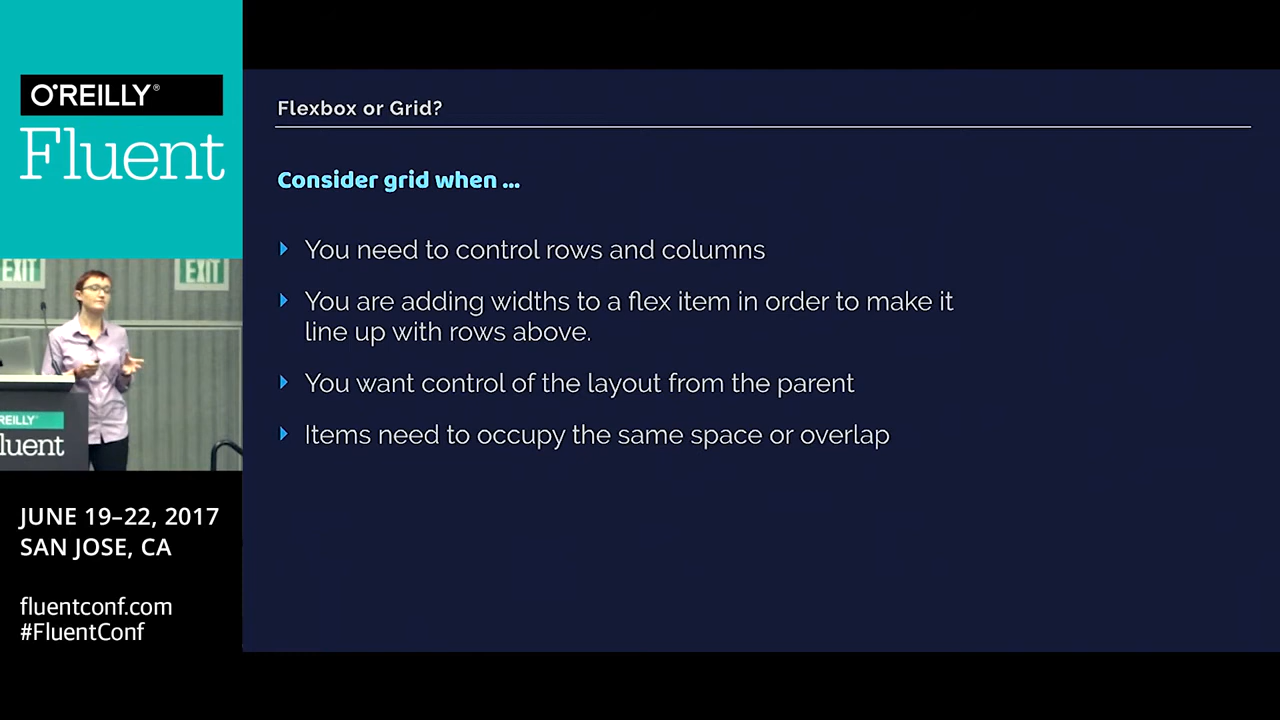 O'REILLY®
Fluent
EXIT
EXIT
REILLY
luent
JUNE 19–22, 2017
SAN JOSE, CA
fluentconf.com
#FluentConf
Flexbox or Grid?
Consider grid when ...
You need to control rows and columns
You are adding widths to a flex item in order to make it
line up with rows above.
You want control of the layout from the parent
Items need to occupy the same space or overlap